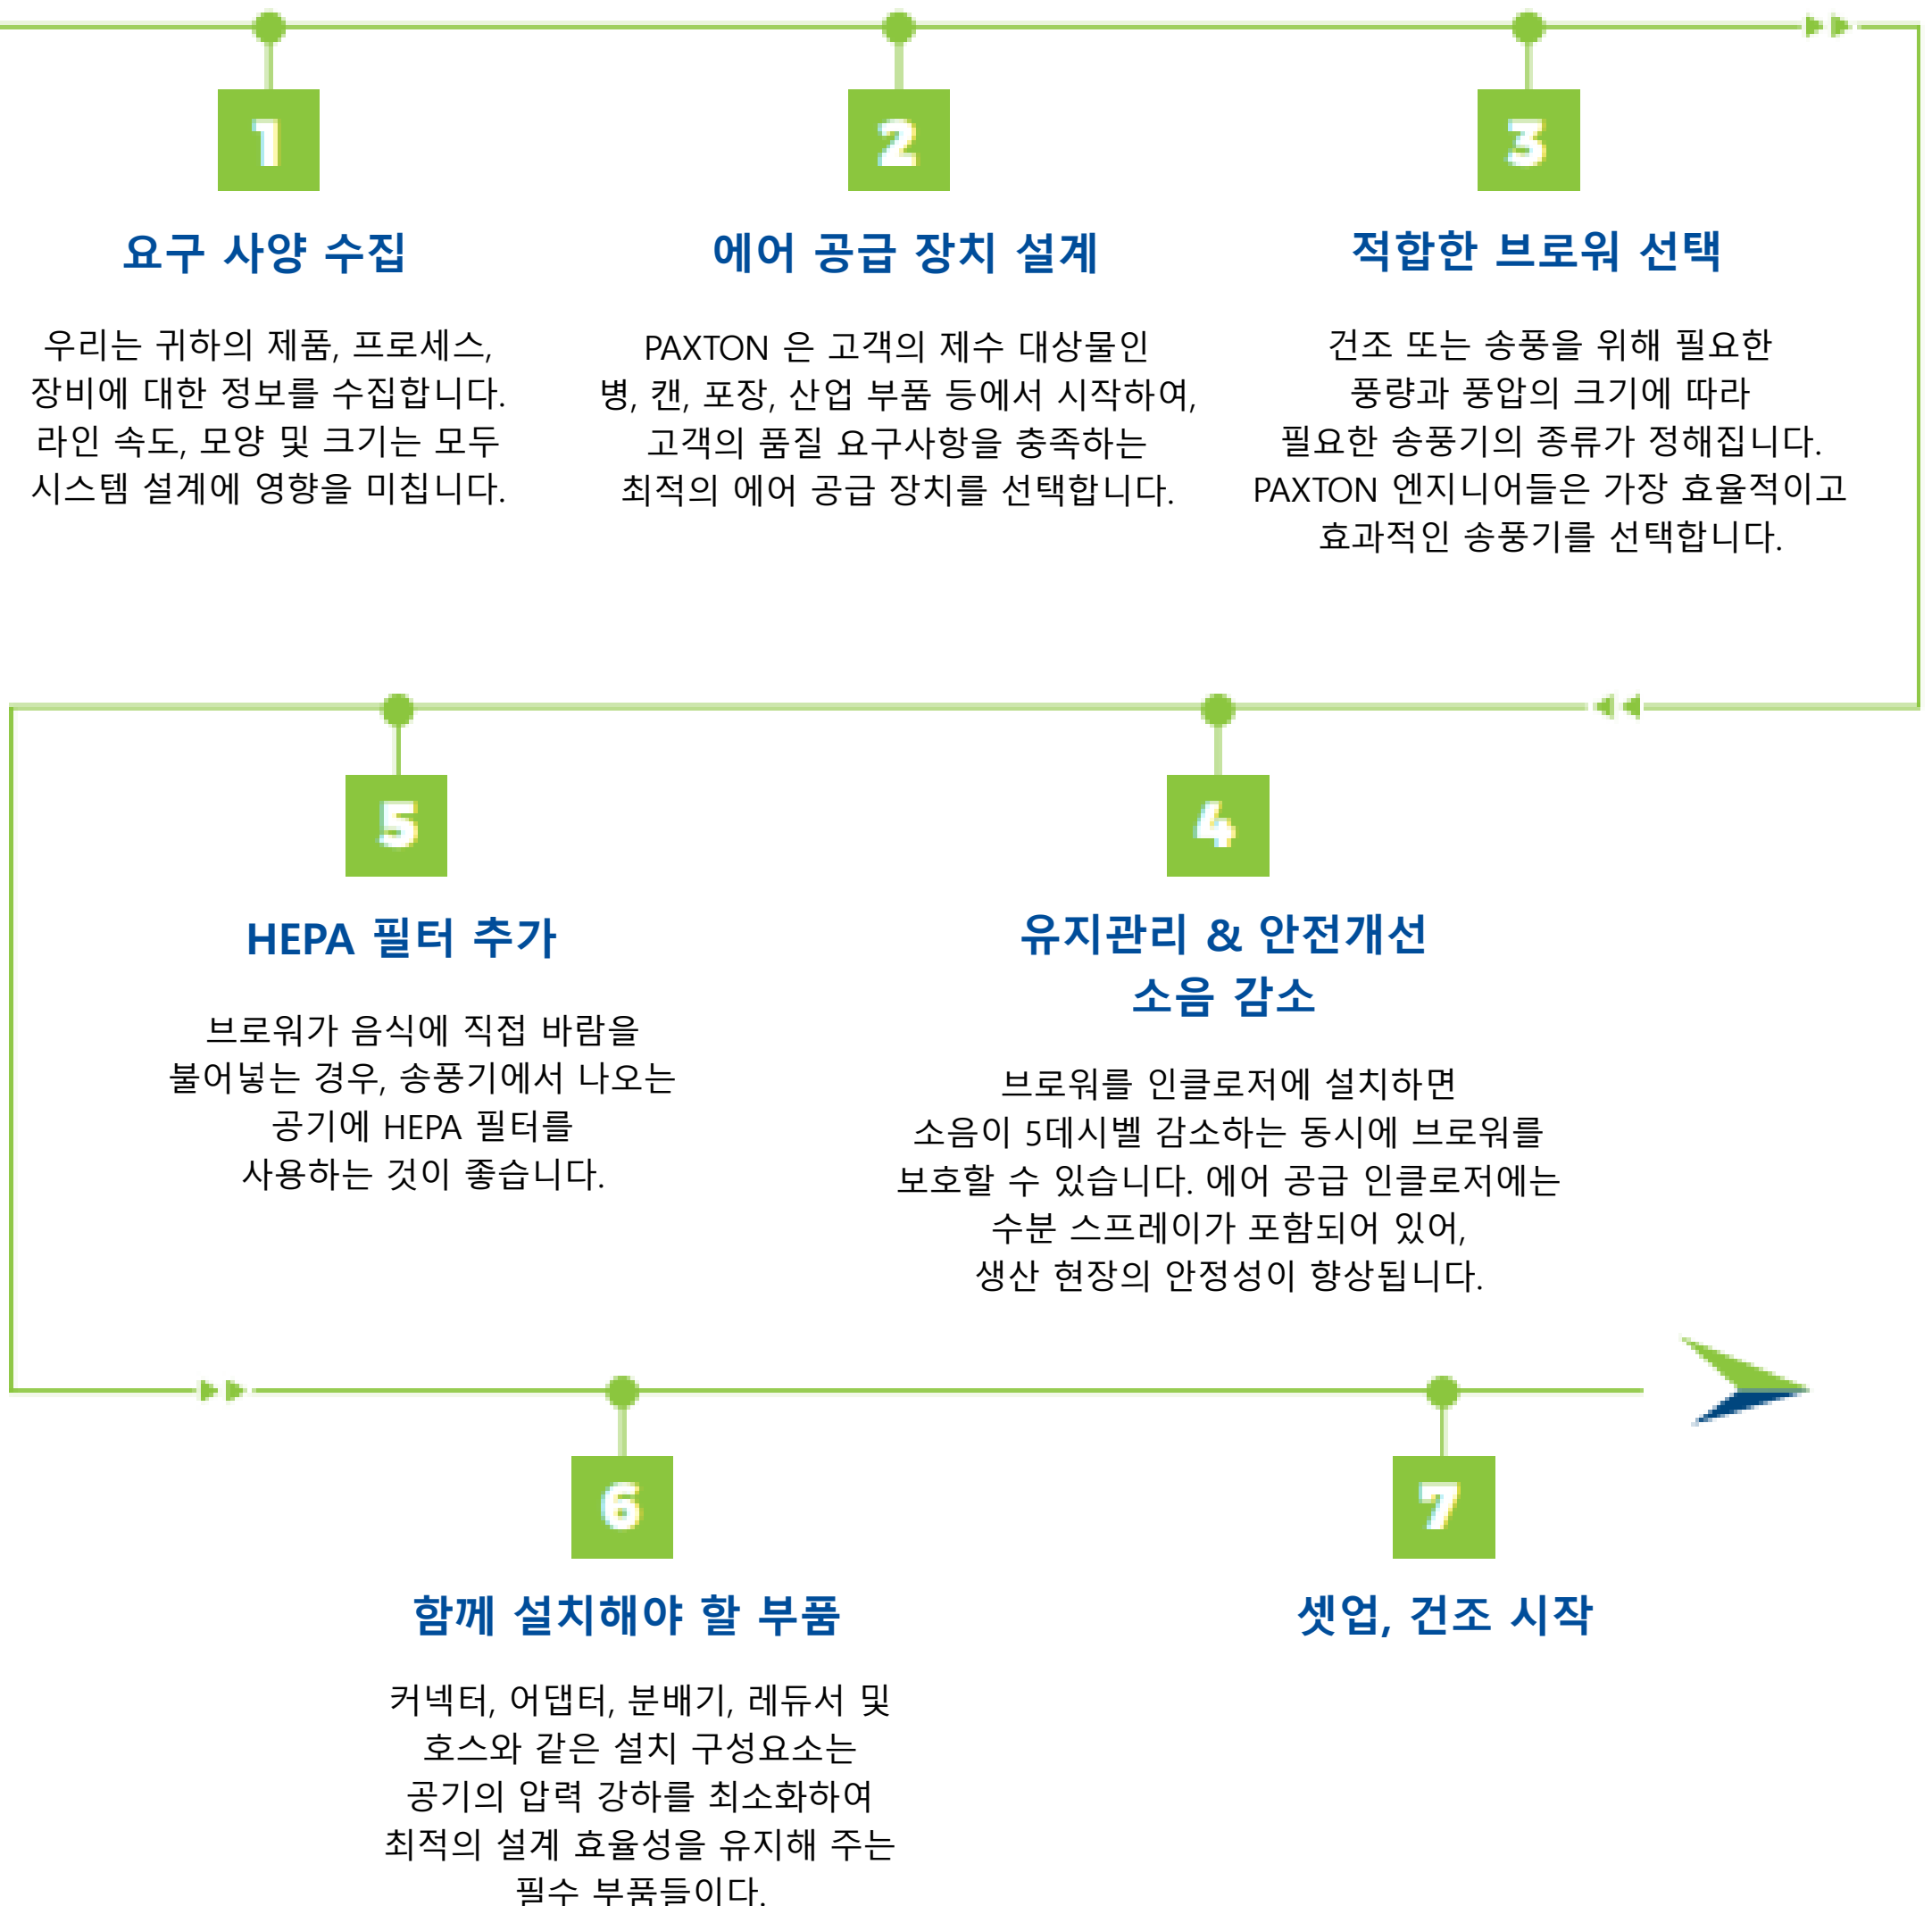 1
요구 사양 수집
우리는 귀하의 제품, 프로세스,
장비에 대한 정보를 수집합니다.
라인 속도, 모양 및 크기는 모두
시스템 설계에 영향을 미칩니다.
2
에어 공급 장치 설계
PAXTON 은 고객의 제수 대상물인
병, 캔, 포장, 산업 부품 등에서 시작하여,
고객의 품질 요구사항을 충족하는
최적의 에어 공급 장치를 선택합니다.
3
적합한 브로워 선택
건조 또는 송풍을 위해 필요한
풍량과 풍압의 크기에 따라
필요한 송풍기의 종류가 정해집니다.
PAXTON 엔지니어들은 가장 효율적이고
효과적인 송풍기를 선택합니다.
4
유지관리 & 안전개선
소음 감소
브로워를 인클로저에 설치하면
소음이 5데시벨 감소하는 동시에 브로워를
보호할 수 있습니다. 에어 공급 인클로저에는
수분 스프레이가 포함되어 있어,
생산 현장의 안정성이 향상됩니다.
5
HEPA 필터 추가
브로워가 음식에 직접 바람을
불어넣는 경우, 송풍기에서 나오는
공기에 HEPA 필터를
사용하는 것이 좋습니다.
6
함께 설치해야 할 부품
커넥터, 어댑터, 분배기, 레듀서 및
호스와 같은 설치 구성요소는
공기의 압력 강하를 최소화하여
최적의 설계 효율성을 유지해 주는
필수 부품들이다.
7
셋업, 건조 시작